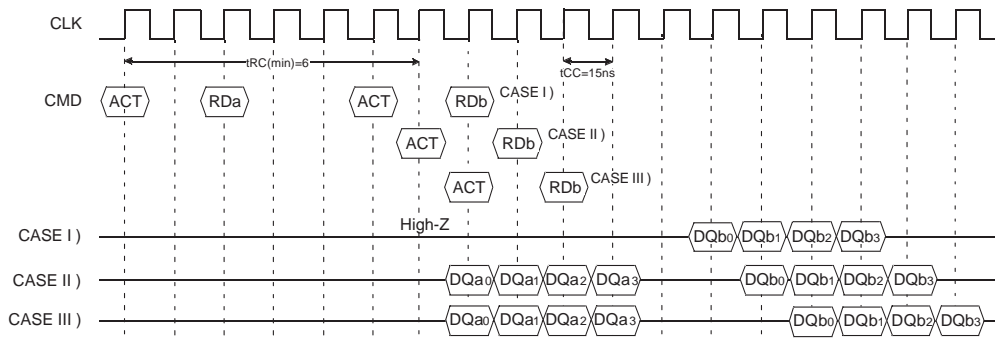 CLK
tRC(min)=6
tCC=15ns
CMD ACT RDa ACT RDb CASE I )
ACT RDb CASE II )
ACT RDb CASE III )
High-Z
CASE I ) DQb0 DQb1 DQb2 DQb3
CASE II ) DQa0 DQa1 DQa2 DQa3 DQb0 DQb1 DQb2 DQb3
CASE III ) DQa0 DQa1 DQa2 DQa3 DQb0 DQb1 DQb2 DQb3